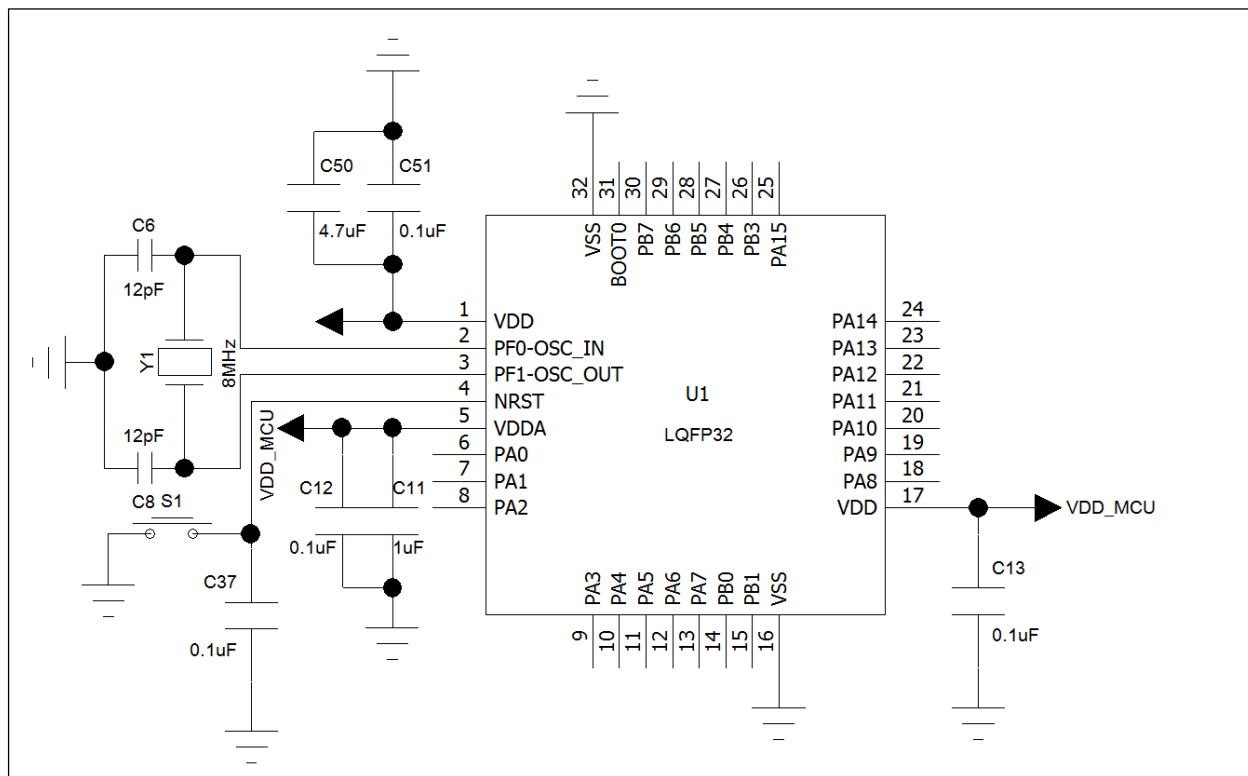 C50
C51
4.7uF
0.1uF
C6
12pF
Y1
8MHz
12pF
C8
S1
VDD_MCU
C37
0.1uF
C12
C11
0.1uF
1uF
32
31
30
29
28
27
26
25
VSS
BOOT0
PB7
PB6
PB5
PB4
PB3
PA15
1
VDD
2
PF0-OSC_IN
3
PF1-OSC_OUT
4
NRST
5
VDDA
6
PA0
7
PA1
8
PA2
U1
LQFP32
PA14
24
PA13
23
PA12
22
PA11
21
PA10
20
PA9
19
PA8
18
VDD
17
VDD_MCU
C13
0.1uF
PA3
PA4
PA5
PA6
PA7
PB0
PB1
VSS
9
10
11
12
13
14
15
16